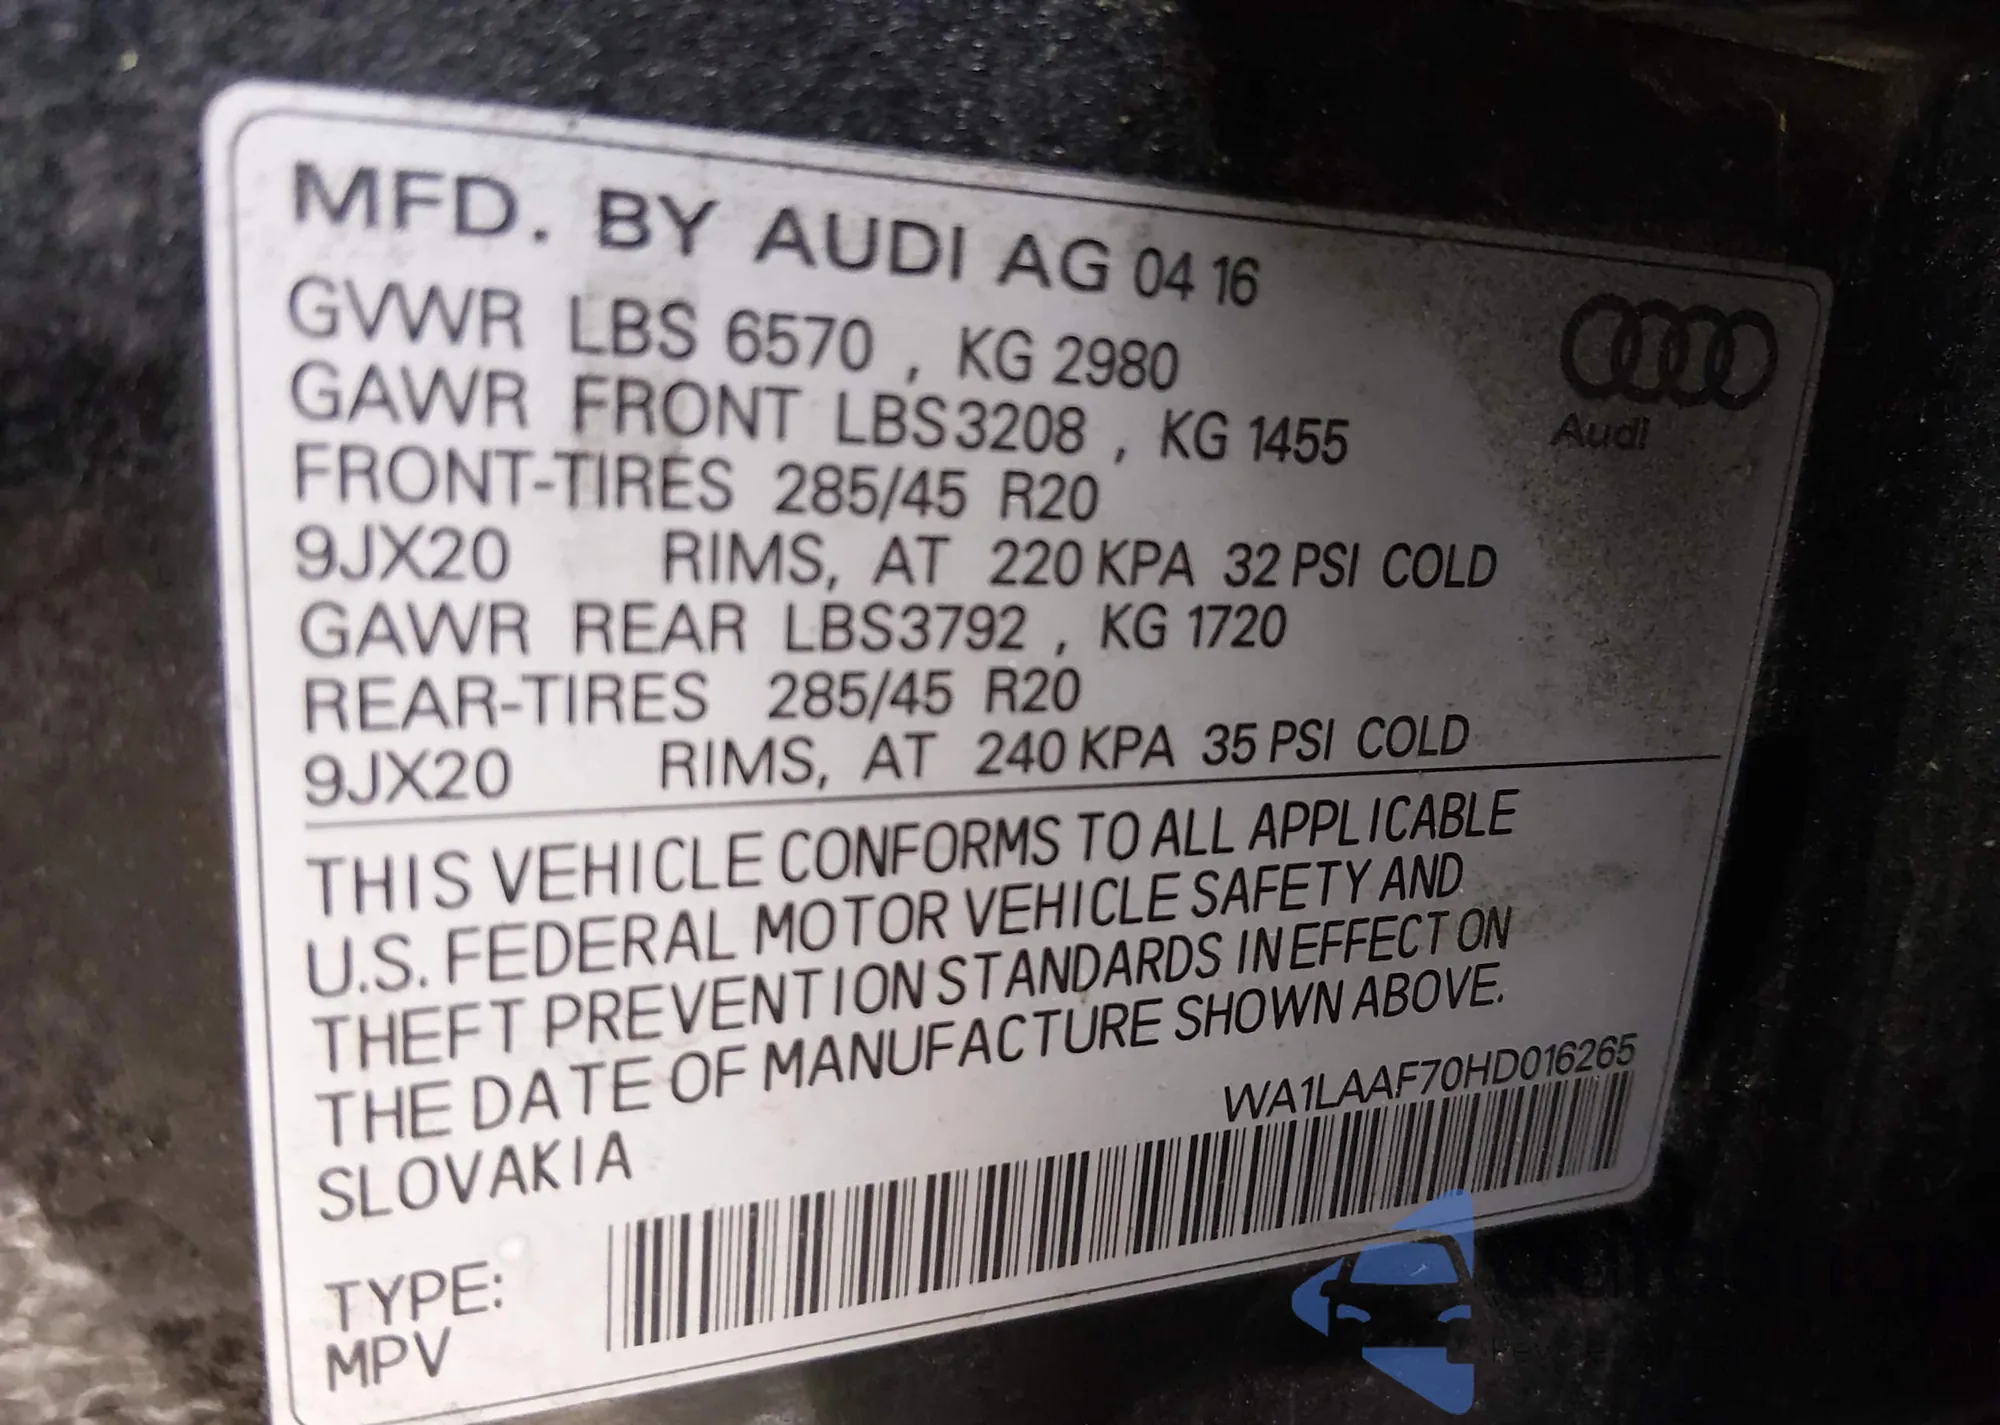 MFD. BY AUDI AG 04 16
GVWR LBS 6570 , KG 2980
GAWR FRONT LBS3208 , KG 1455
FRONT-TIRES 285/45 R20
9JX20 RIMS, AT 220 KPA 32 PSI COLD
GAWR REAR LBS3792 , KG 1720
REAR-TIRES 285/45 R20
9JX20 RIMS, AT 240 KPA 35 PSI COLD
Audi
THIS VEHICLE CONFORMS TO ALL APPLICABLE
U.S. FEDERAL MOTOR VEHICLE SAFETY AND
THEFT PREVENTION STANDARDS IN EFFECT ON
THE DATE OF MANUFACTURE SHOWN ABOVE.
SLOVAKIA
WA1LAAF70HD016265
TYPE:
MPV